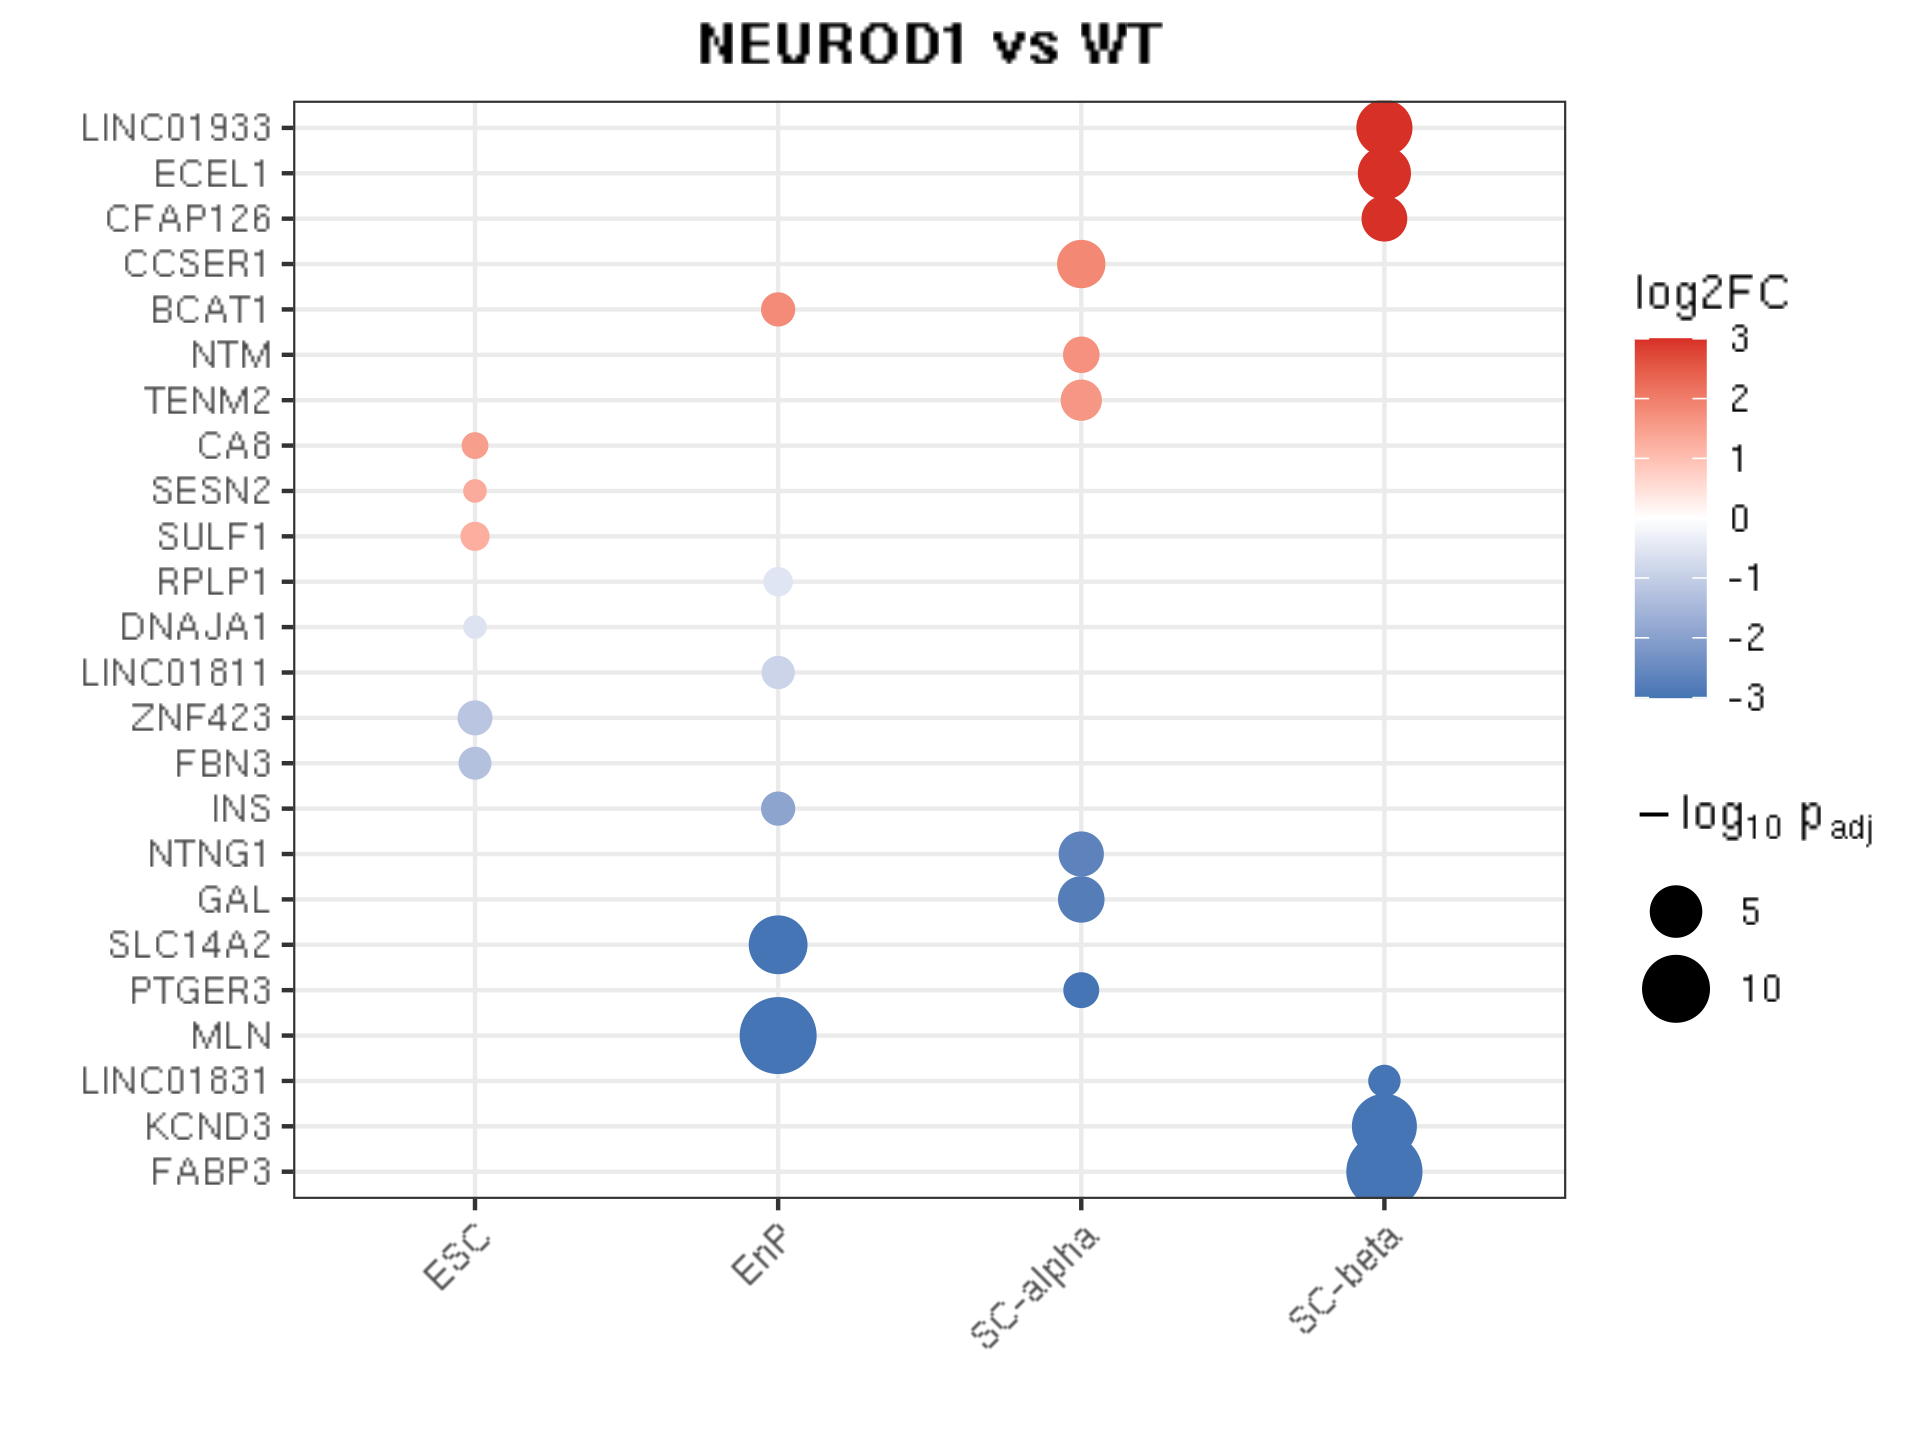 NEUROD1 vs WT
LINC01933
ECEL1
CFAP126
CCSER1
BCAT1
NTM
TENM2
CA8
SESN2
SULF1
RPLP1
DNAJA1
LINC01811
ZNF423
FBN3
INS
NTNG1
GAL
SLC14A2
PTGER3
MLN
LINC01831
KCND3
FABP3
ESC
EnP
SC-alpha
SC-beta
log2FC
3
2
1
0
-1
-2
-3
− log10 p adj
5
10